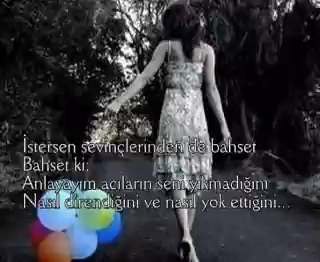 İstersen sevinçlerinden de bahset
Bahset ki:
Anlayayım acıların seni yıkmadığını
Nasıl direndiğini ve nasıl yok ettiğini...